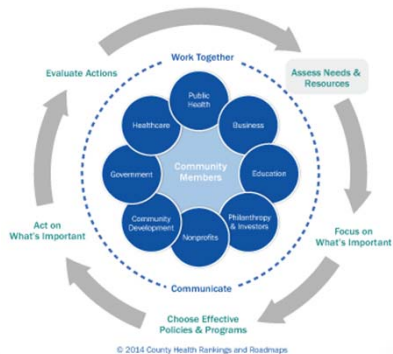 Work Together
Evaluate Actions
Assess Needs &
Resources
Public
Health
Healthcare
Business
Community
Members
Government
Education
Community
Development
Philanthropy
& Investors
Nonprofits
Act on
What's Important
Focus on
What's Important
Communicate
Choose Effective
Policies & Programs
© 2014 County Health Rankings and Roadmaps